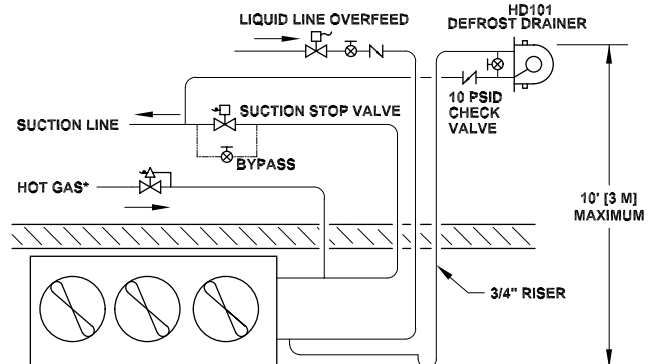 HD101
DEFROST DRAINER
LIQUID LINE OVERFEED
10 PSID
CHECK
VALVE
SUCTION STOP VALVE
SUCTION LINE
BYPASS
HOT GAS*
10' [3 M]
MAXIMUM
3/4" RISER